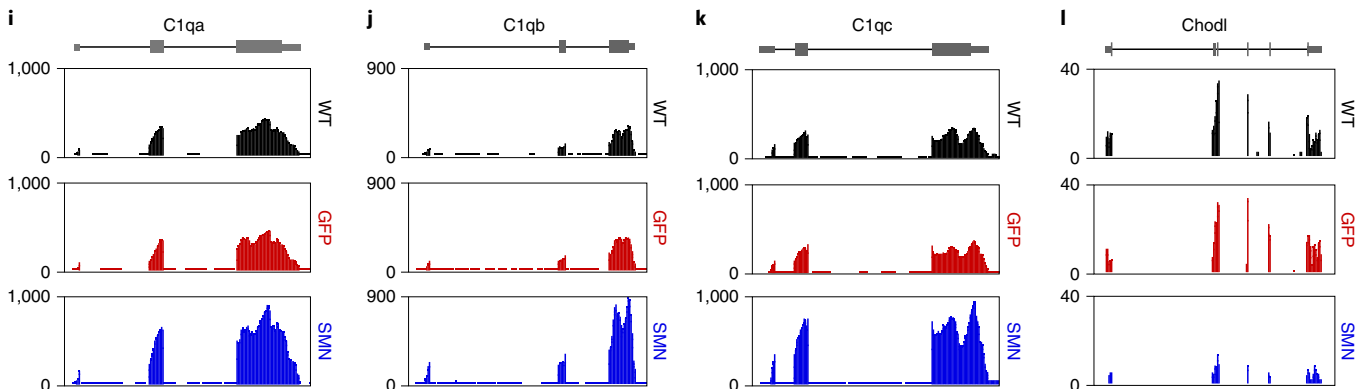 i C1qa
1,000
0
WT
1,000
0
GFP
1,000
0
SMN
j C1qb
900
0
WT
900
0
GFP
900
0
SMN
k C1qc
1,000
0
WT
1,000
0
GFP
1,000
0
SMN
l Chodl
40
0
WT
40
0
GFP
40
0
SMN